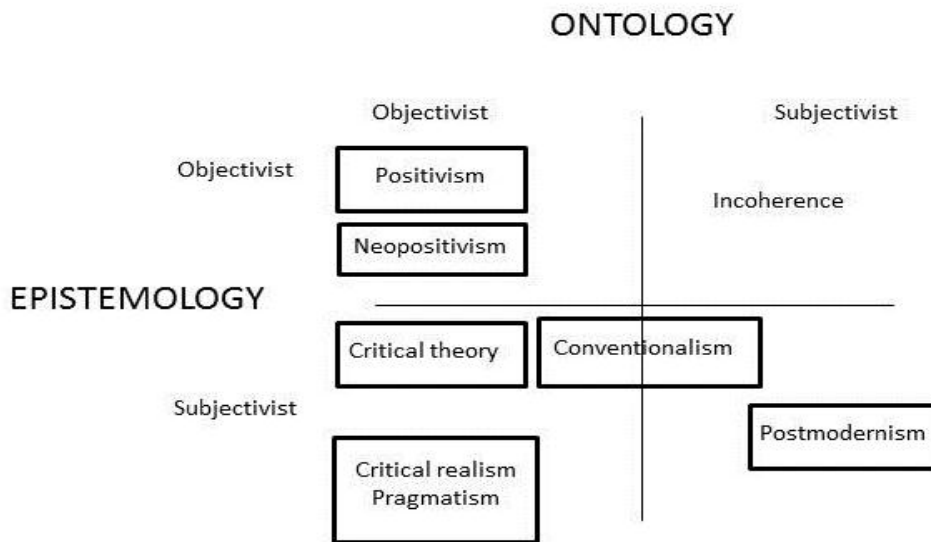 ONTOLOGY
Objectivist
Subjectivist
Objectivist
Positivism
Incoherence
Neopositivism
EPISTEMOLOGY
Critical theory
Conventionalism
Subjectivist
Postmodernism
Critical realism
Pragmatism